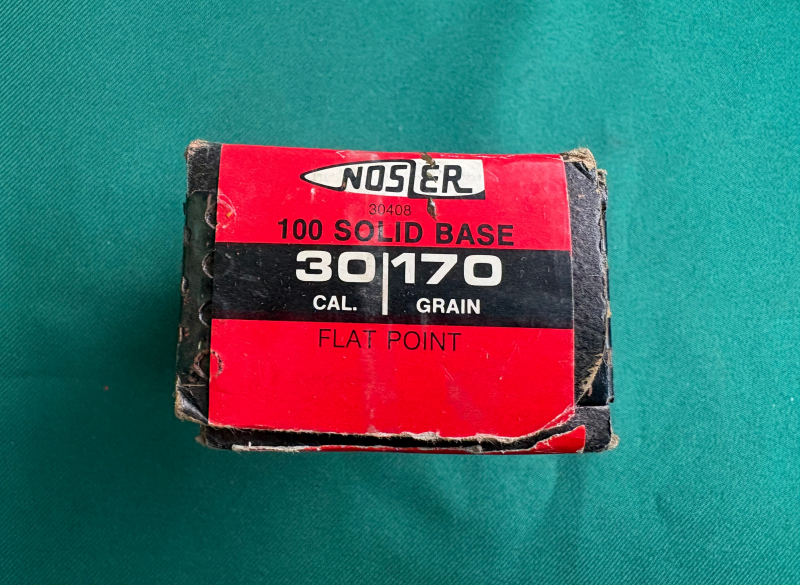 NOSLER
30408
100 SOLID BASE
30 | 170
CAL. | GRAIN
FLAT POINT